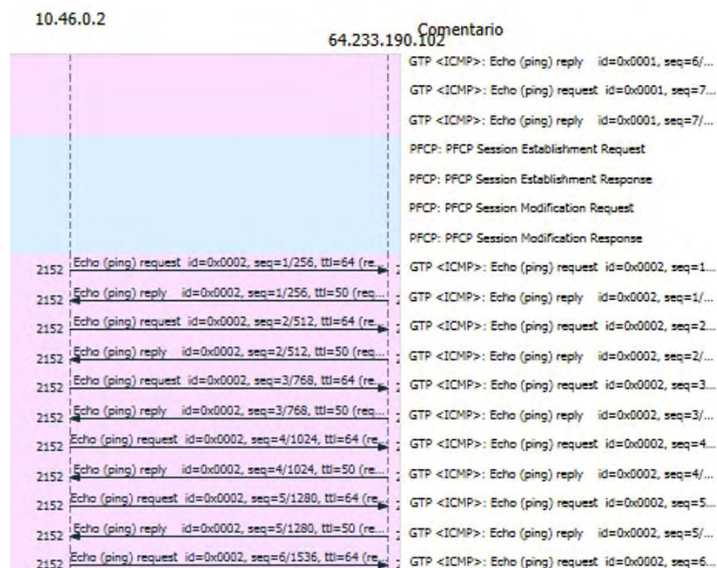 10.46.0.2
64.233.190.102
Comentario
GTP <ICMP>: Echo (ping) reply id=0x0001, seq=6/...
GTP <ICMP>: Echo (ping) request id=0x0001, seq=7...
GTP <ICMP>: Echo (ping) reply id=0x0001, seq=7/...
PFCP: PFCP Session Establishment Request
PFCP: PFCP Session Establishment Response
PFCP: PFCP Session Modification Request
PFCP: PFCP Session Modification Response
2152 Echo (ping) request id=0x0002, seq=1/256, ttl=64 (re... GTP <ICMP>: Echo (ping) request id=0x0002, seq=1...
2152 Echo (ping) reply id=0x0002, seq=1/256, ttl=50 (req... GTP <ICMP>: Echo (ping) reply id=0x0002, seq=1/...
2152 Echo (ping) request id=0x0002, seq=2/512, ttl=64 (re... GTP <ICMP>: Echo (ping) request id=0x0002, seq=2...
2152 Echo (ping) reply id=0x0002, seq=2/512, ttl=50 (req... GTP <ICMP>: Echo (ping) reply id=0x0002, seq=2/...
2152 Echo (ping) request id=0x0002, seq=3/768, ttl=64 (re... GTP <ICMP>: Echo (ping) request id=0x0002, seq=3...
2152 Echo (ping) reply id=0x0002, seq=3/768, ttl=50 (req... GTP <ICMP>: Echo (ping) reply id=0x0002, seq=3/...
2152 Echo (ping) request id=0x0002, seq=4/1024, ttl=64 (re... GTP <ICMP>: Echo (ping) request id=0x0002, seq=4...
2152 Echo (ping) reply id=0x0002, seq=4/1024, ttl=50 (re... GTP <ICMP>: Echo (ping) reply id=0x0002, seq=4/...
2152 Echo (ping) request id=0x0002, seq=5/1280, ttl=64 (re... GTP <ICMP>: Echo (ping) request id=0x0002, seq=5...
2152 Echo (ping) reply id=0x0002, seq=5/1280, ttl=50 (re... GTP <ICMP>: Echo (ping) reply id=0x0002, seq=5/...
2152 Echo (ping) request id=0x0002, seq=6/1536, ttl=64 (re... GTP <ICMP>: Echo (ping) request id=0x0002, seq=6...